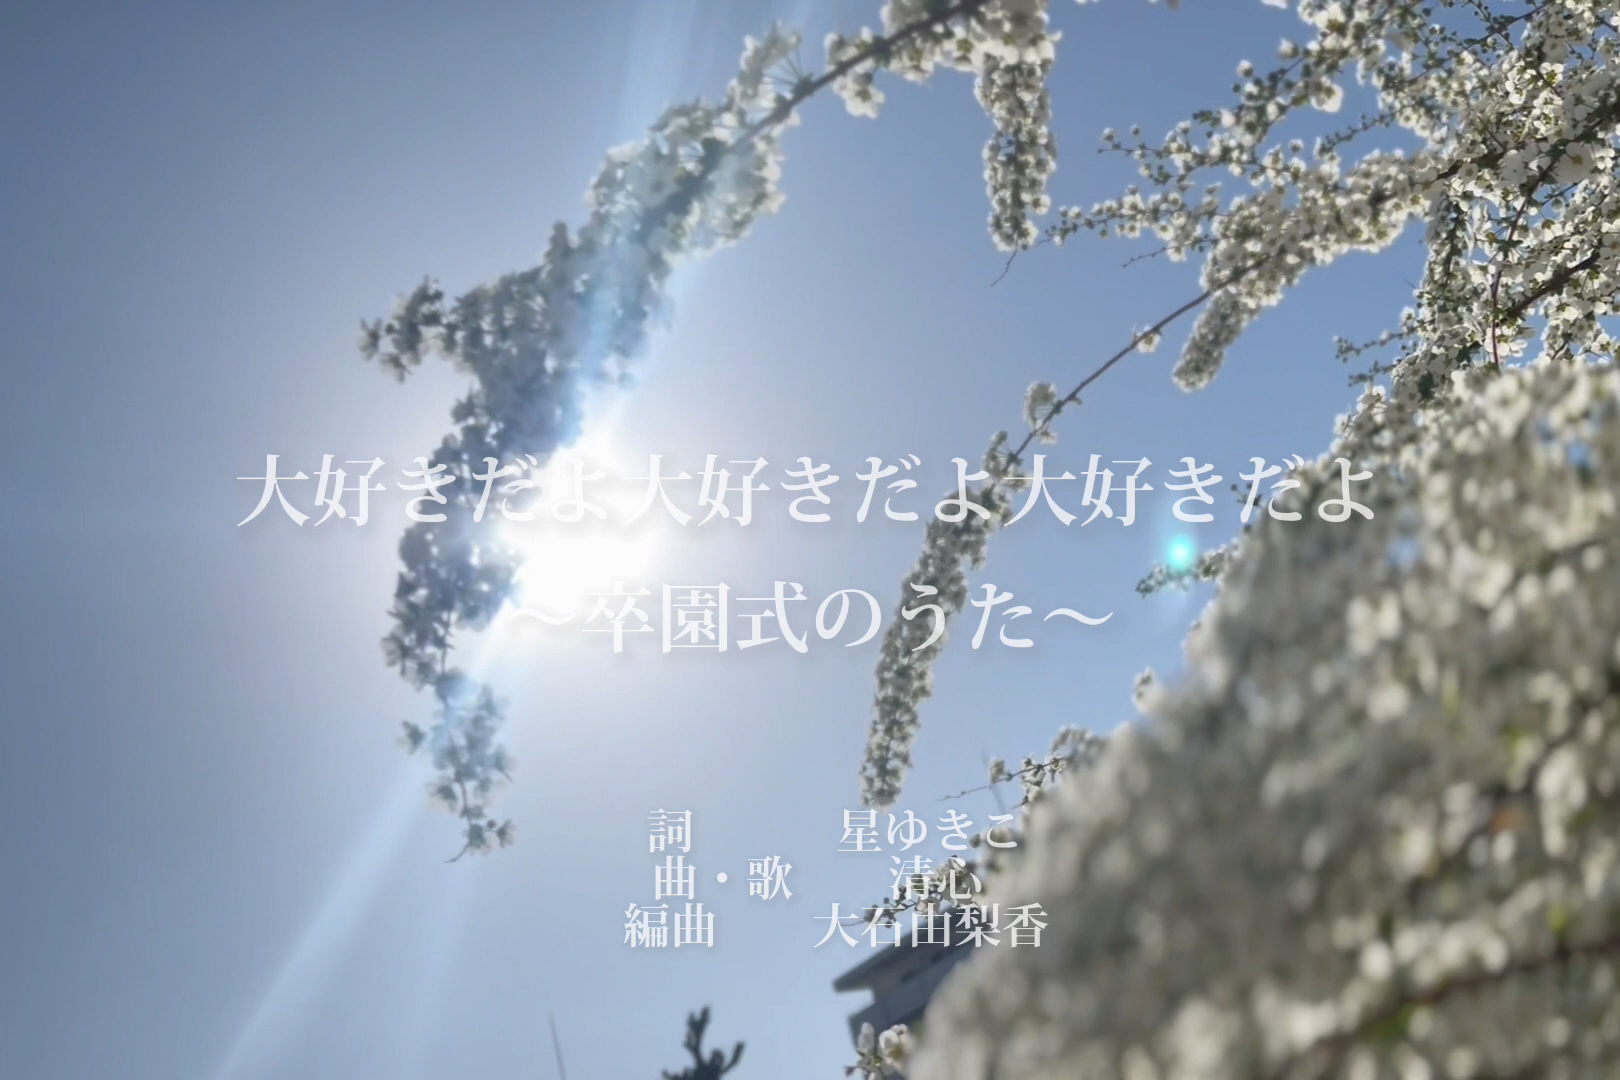 大好きだよ大好きだよ大好きだよ
～卒園式のうた～
詞 星ゆきこ
曲・歌 清心
編曲 大石由梨香